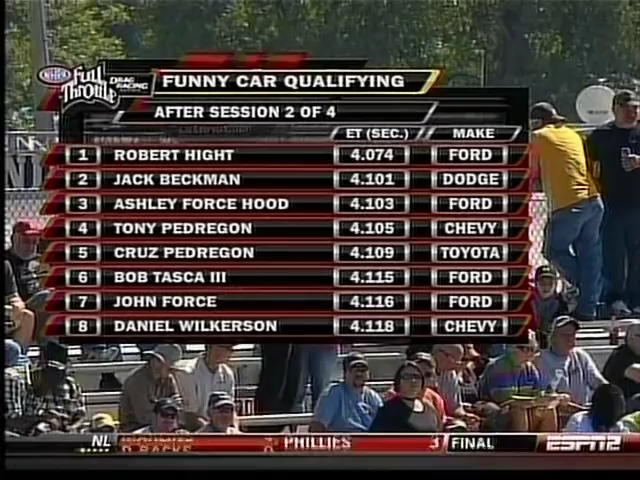 NHRA
Full Throttle
DRAG RACING
FUNNY CAR QUALIFYING
AFTER SESSION 2 OF 4
ET (SEC.) MAKE
1 ROBERT HIGHT 4.074 FORD
2 JACK BECKMAN 4.101 DODGE
3 ASHLEY FORCE HOOD 4.103 FORD
4 TONY PEDREGON 4.105 CHEVY
5 CRUZ PEDREGON 4.109 TOYOTA
6 BOB TASCA III 4.115 FORD
7 JOHN FORCE 4.116 FORD
8 DANIEL WILKERSON 4.118 CHEVY
NL PHILLIES 3 FINAL ESPN2